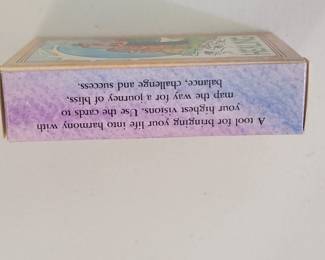 A tool for bringing your life into harmony with
your highest visions. Use the cards to
map the way for a journey of bliss,
balance, challenge and success.